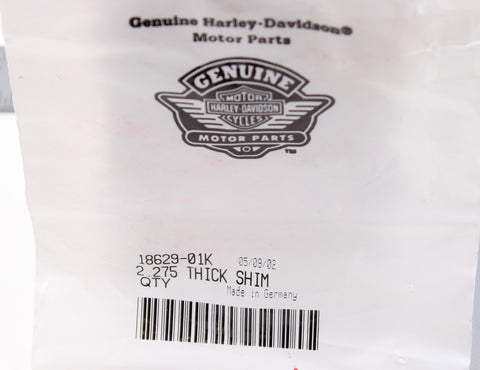 Genuine Harley-Davidson®
Motor Parts
GENUINE
MOTOR
HARLEY-DAVIDSON
CYCLES
MOTOR PARTS
TM
18629-01K 05/09/02
2 275 THICK SHIM
QTY Made in Germany